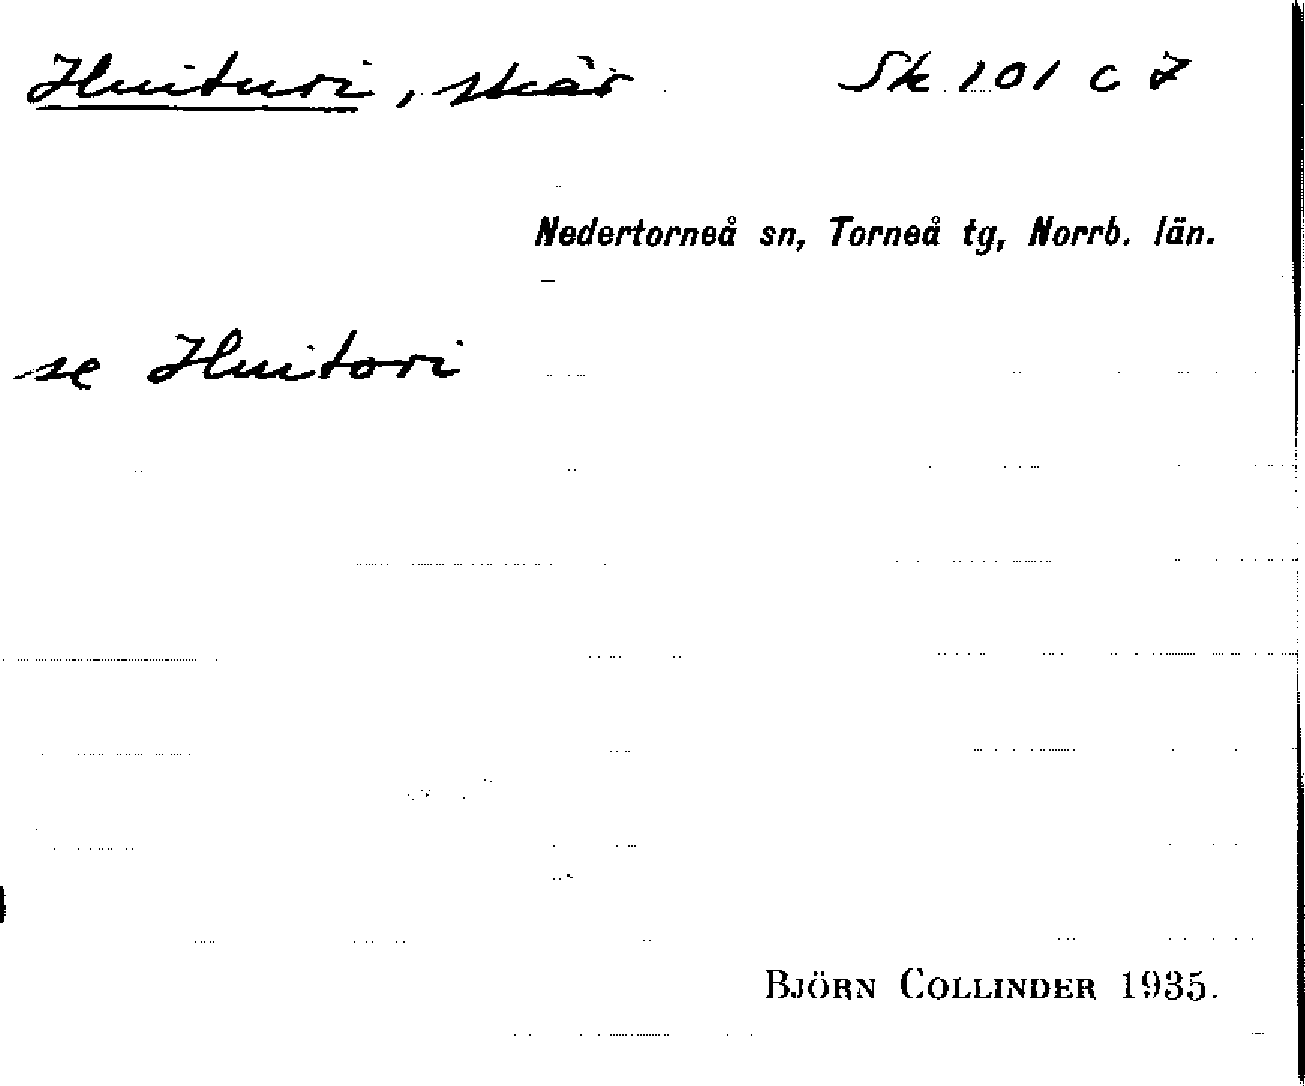 Huituri, skär Sk 101 c 7
Nedertorneå sn, Torneå tg, Norrb. län.
se Huitori
BJÖRN COLLINDER 1935.